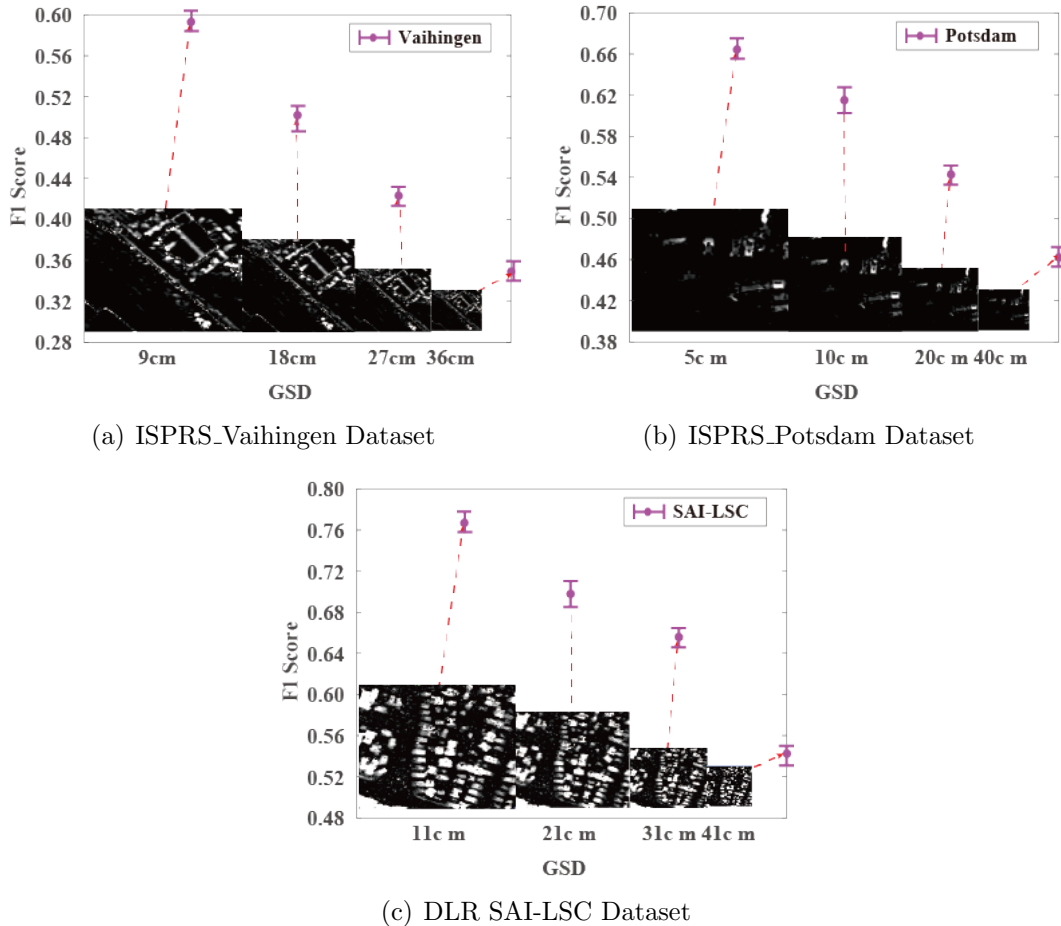 0.60
0.56
0.52
0.48
0.44
0.40
0.36
0.32
0.28
F1 Score
Vaihingen
9cm 18cm 27cm 36cm
GSD
(a) ISPRS_Vaihingen Dataset
0.70
0.66
0.62
0.58
0.54
0.50
0.46
0.42
0.38
F1 Score
Potsdam
5c m 10c m 20c m 40c m
GSD
(b) ISPRS_Potsdam Dataset
0.80
0.76
0.72
0.68
0.64
0.60
0.56
0.52
0.48
F1 Score
SAI-LSC
11c m 21c m 31c m 41c m
GSD
(c) DLR SAI-LSC Dataset